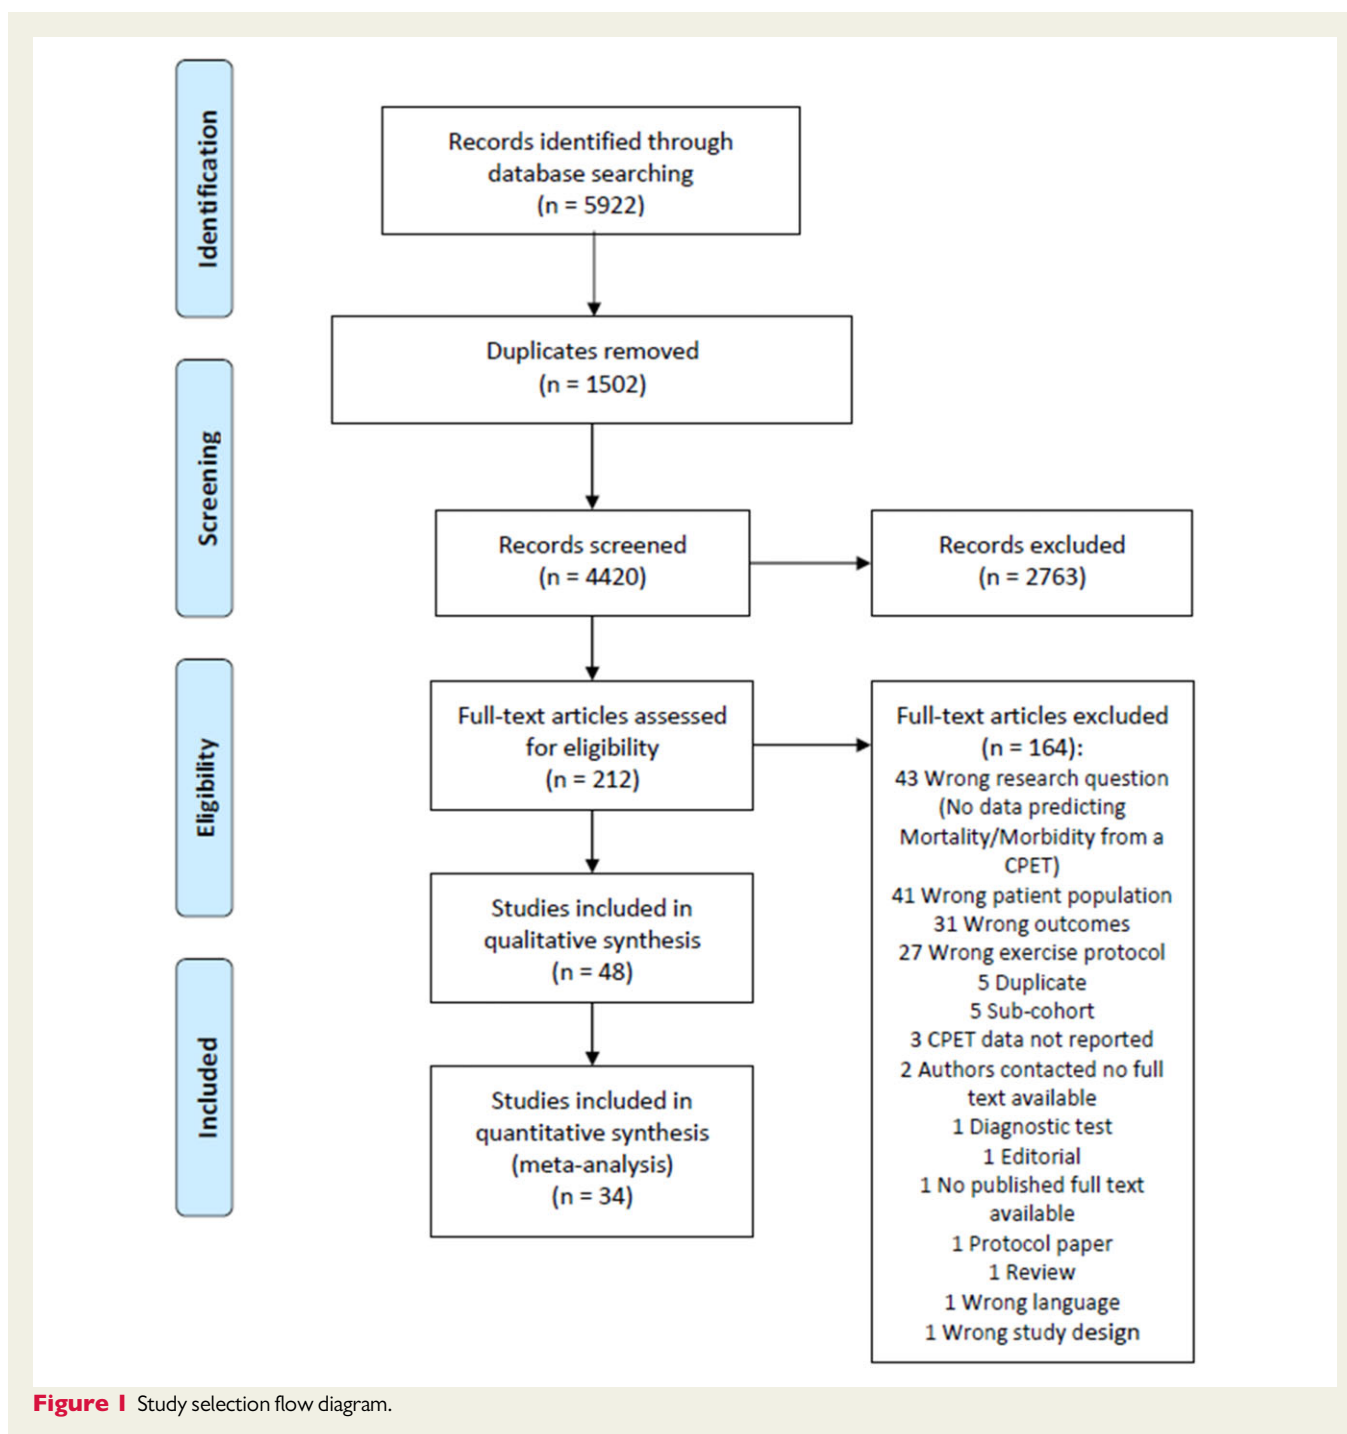 Identification
Records identified through
database searching
(n = 5922)
Duplicates removed
(n = 1502)
Screening
Records screened
(n = 4420)
Records excluded
(n = 2763)
Eligibility
Full-text articles assessed
for eligibility
(n = 212)
Full-text articles excluded
(n = 164):
43 Wrong research question
(No data predicting
Mortality/Morbidity from a
CPET)
41 Wrong patient population
31 Wrong outcomes
27 Wrong exercise protocol
5 Duplicate
5 Sub-cohort
3 CPET data not reported
2 Authors contacted no full
text available
1 Diagnostic test
1 Editorial
1 No published full text
available
1 Protocol paper
1 Review
1 Wrong language
1 Wrong study design
Studies included in
qualitative synthesis
(n = 48)
Included
Studies included in
quantitative synthesis
(meta-analysis)
(n = 34)
Figure 1 Study selection flow diagram.